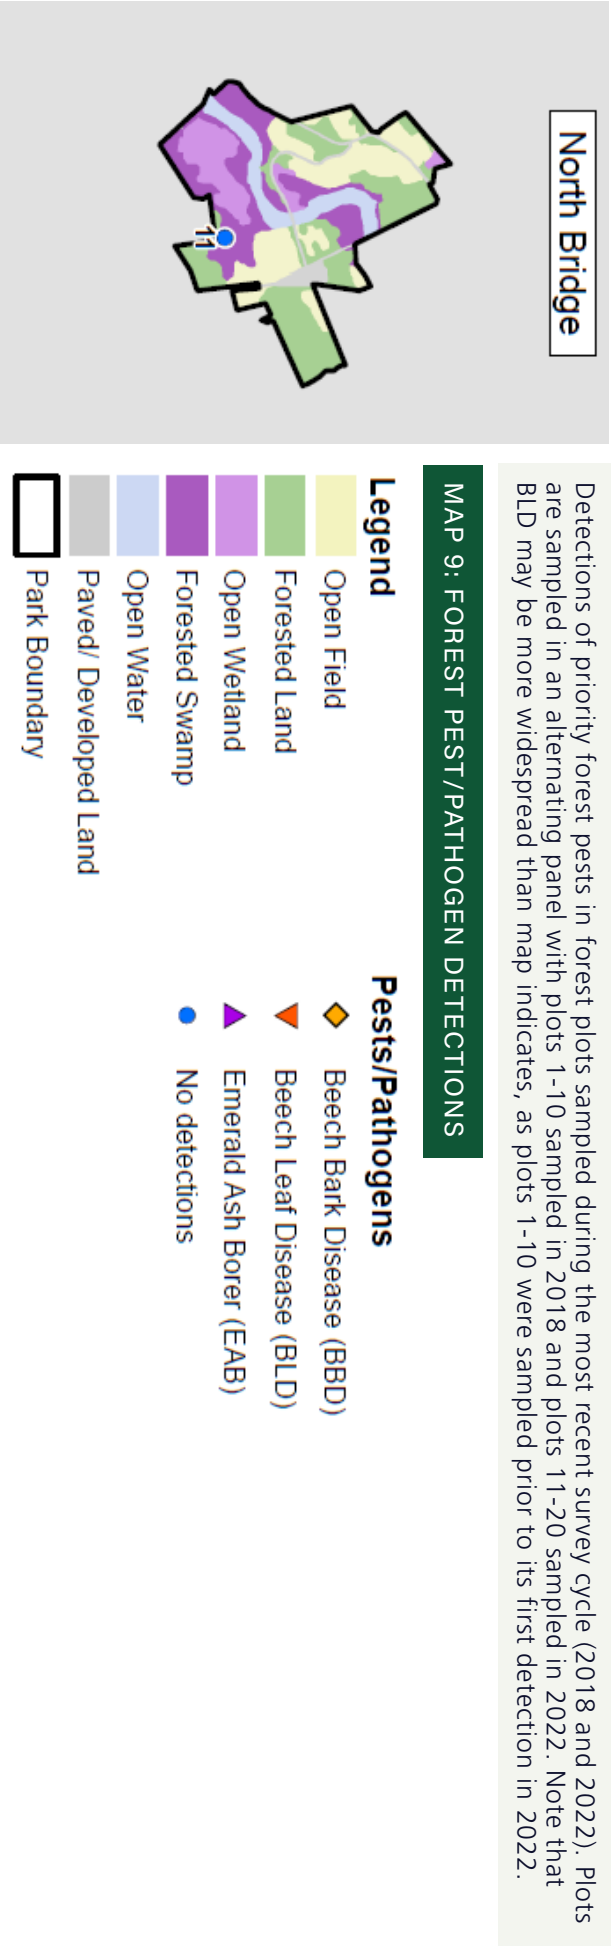 North Bridge
11
Detections of priority forest pests in forest plots sampled during the most recent survey cycle (2018 and 2022). Plots
are sampled in an alternating panel with plots 1-10 sampled in 2018 and plots 11-20 sampled in 2022. Note that
BLD may be more widespread than map indicates, as plots 1-10 were sampled prior to its first detection in 2022.
MAP 9: FOREST PEST/PATHOGEN DETECTIONS
Legend
Open Field
Forested Land
Open Wetland
Forested Swamp
Open Water
Paved/ Developed Land
Park Boundary
Pests/Pathogens
Beech Bark Disease (BBD)
Beech Leaf Disease (BLD)
Emerald Ash Borer (EAB)
No detections